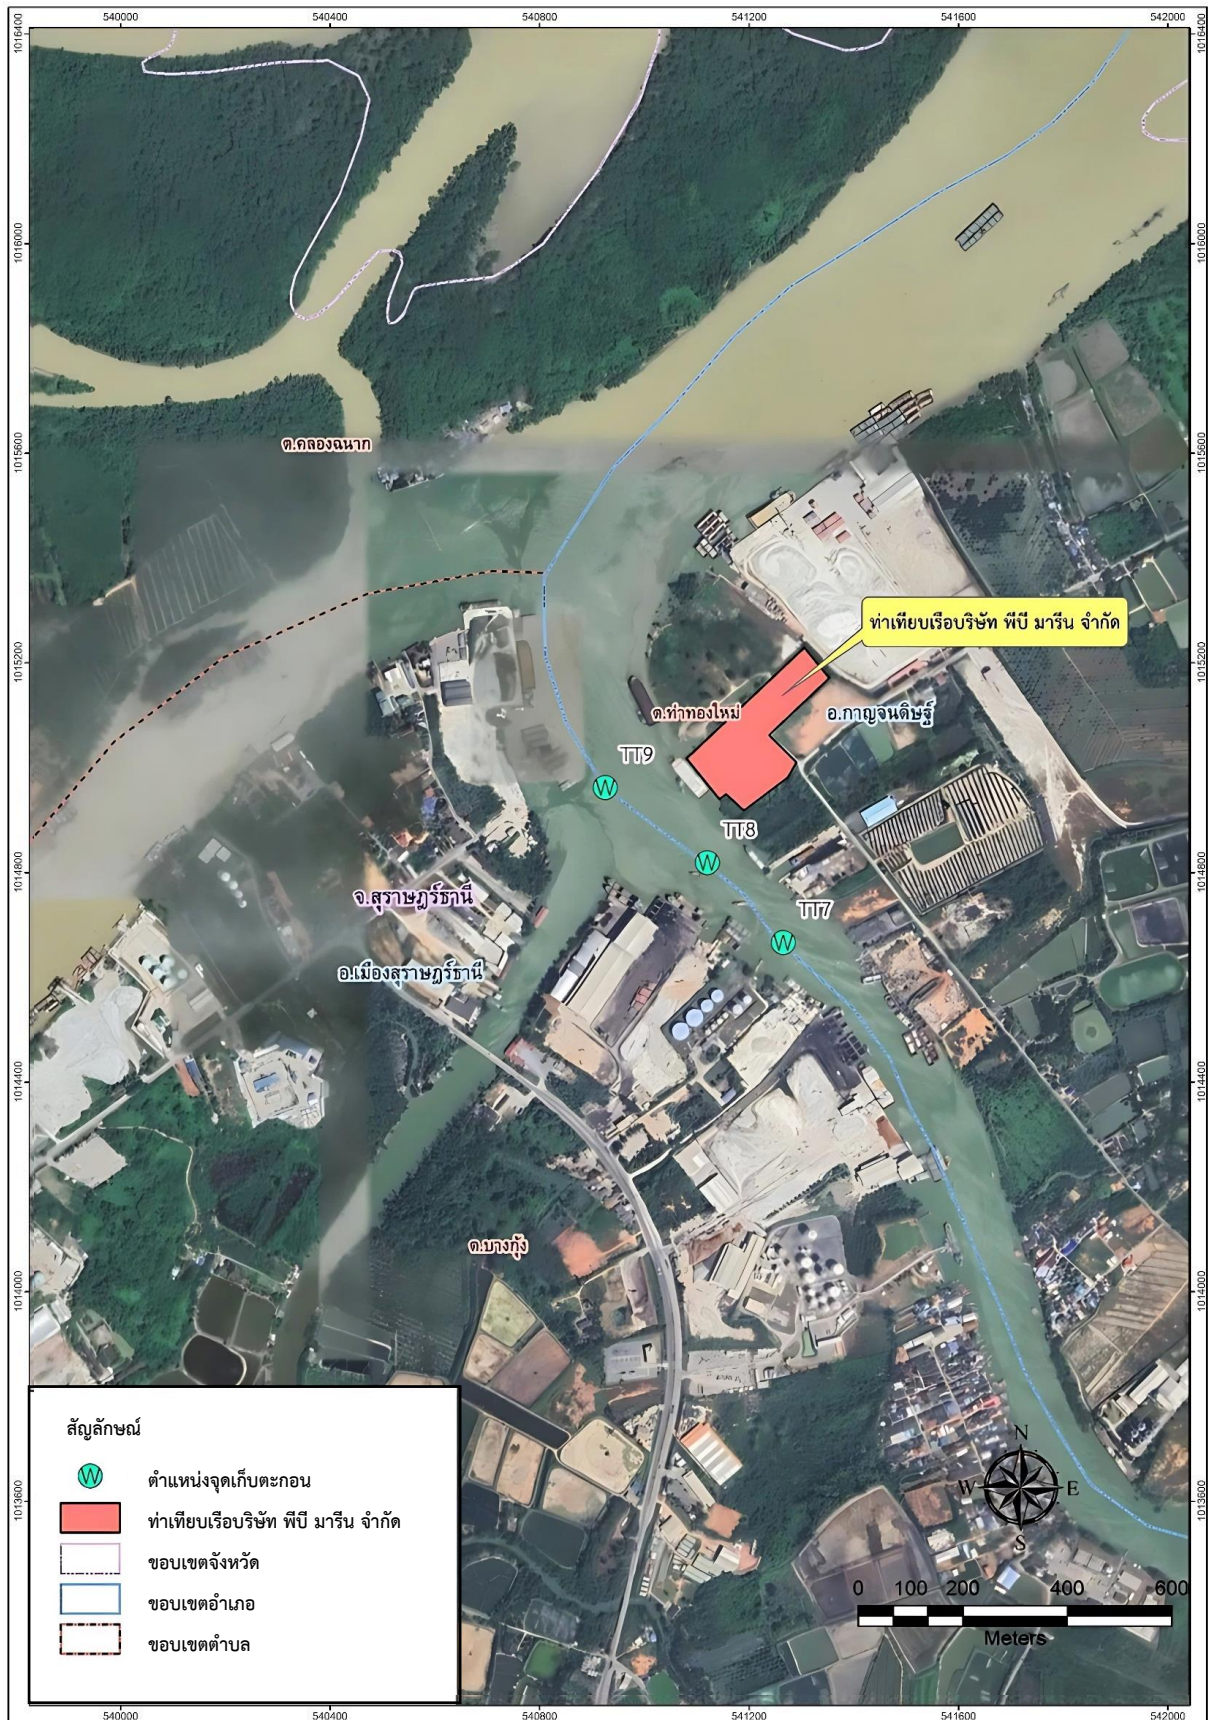 540000 540400 540800 541200 541600 542000
1016400 1016400
1016000 1016000
ต.คลองฉนาก
1015600 1015600
ท่าเทียบเรือบริษัท พีบี มารีน จำกัด
1015200 1015200
ต.ท่าทองใหม่ อ.กาญจนดิษฐ์
TT9
W
TT8
W
1014800 1014800
จ.สุราษฎร์ธานี
TT7
W
อ.เมืองสุราษฎร์ธานี
1014400 1014400
ต.บางกุ้ง
1014000 1014000
สัญลักษณ์
W ตำแหน่งจุดเก็บตะกอน
ท่าเทียบเรือบริษัท พีบี มารีน จำกัด
ขอบเขตจังหวัด
ขอบเขตอำเภอ
ขอบเขตตำบล
1013600 1013600
N
W E
S
0 100 200 400 600
Meters
540000 540400 540800 541200 541600 542000